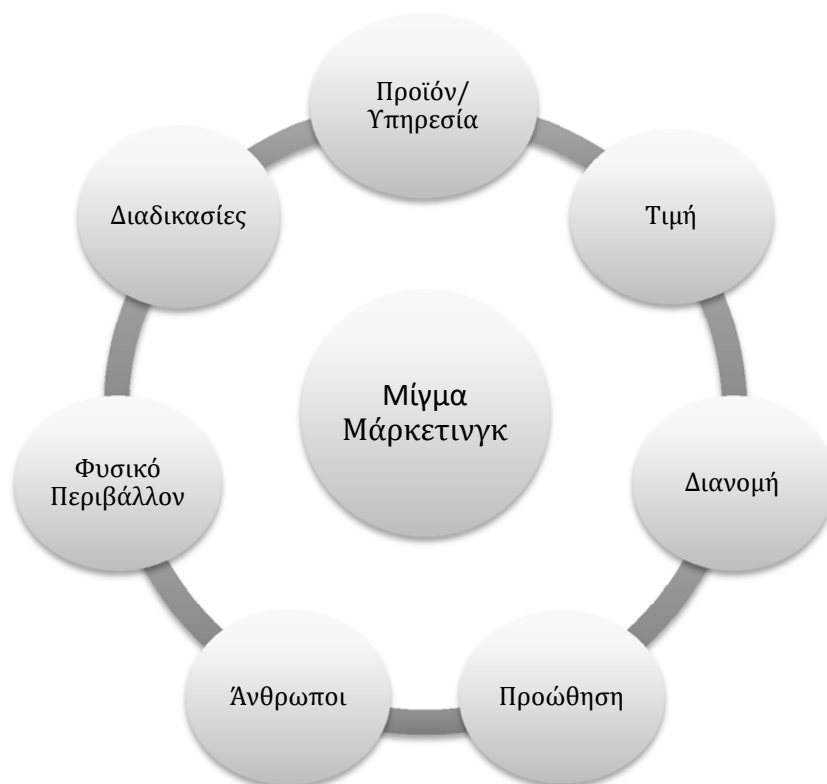 Προϊόν/
Υπηρεσία
Τιμή
Διανομή
Προώθηση
Άνθρωποι
Φυσικό
Περιβάλλον
Διαδικασίες
Μίγμα
Μάρκετινγκ